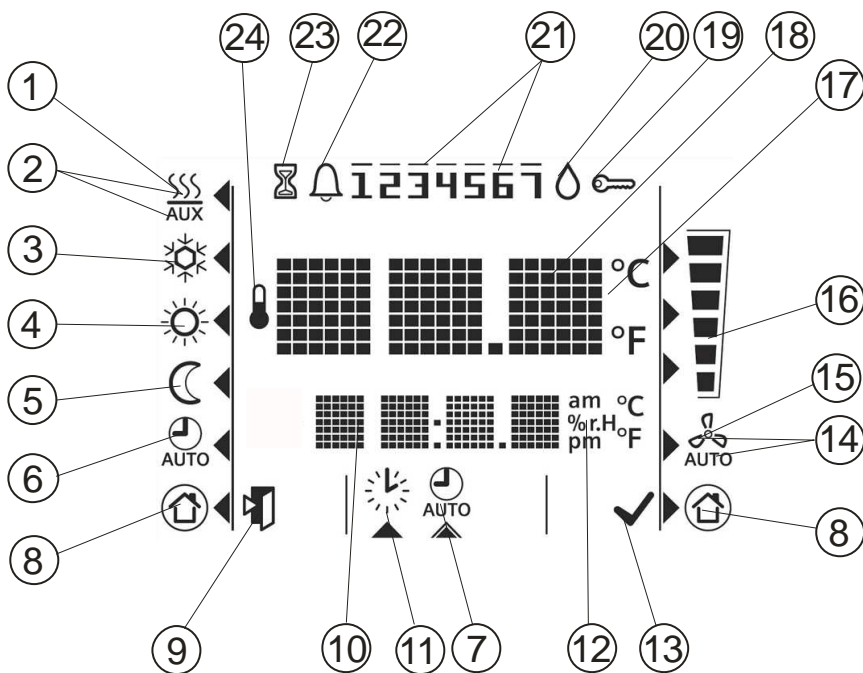 24 23 22 21 20 19 18
1 17
2 1234567
AUX
3 °C
4 °F 16
5 am °C 15
%r.H
6 AUTO pm °F AUTO 14
8 AUTO 8
9 10 11 7 12 13